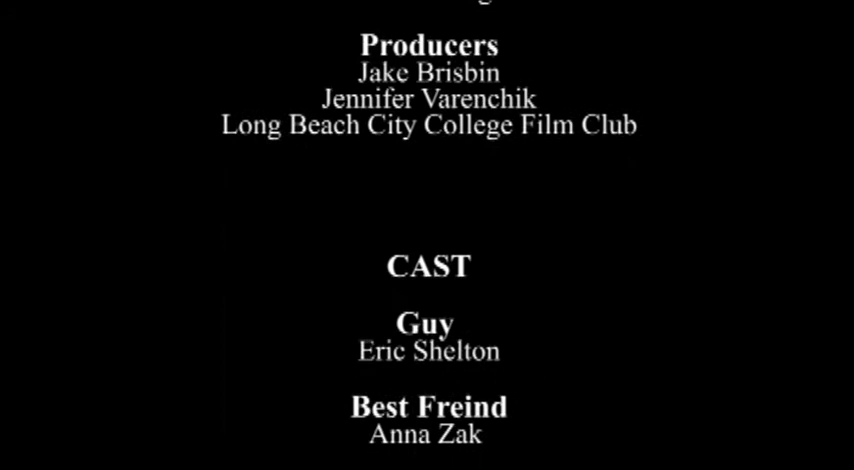 Producers
Jake Brisbin
Jennifer Varenchik
Long Beach City College Film Club
CAST
Guy
Eric Shelton
Best Freind
Anna Zak